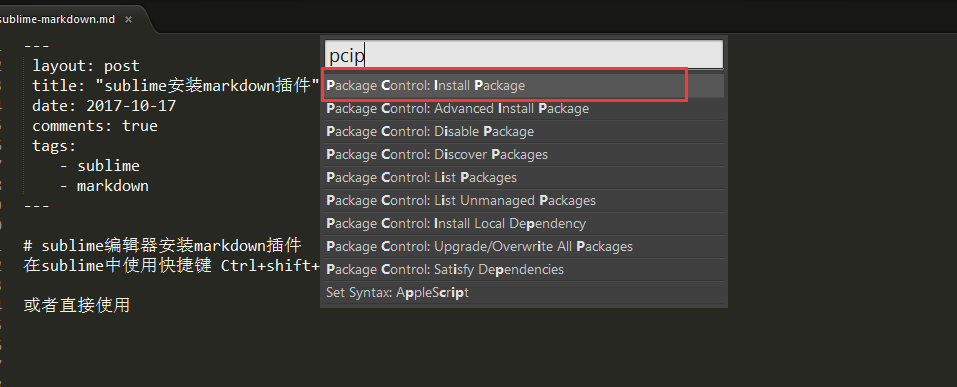 sublime-markdown.md ×
---
layout: post
title: "sublime安装markdown插件"
date: 2017-10-17
comments: true
tags:
- sublime
- markdown
---
# sublime编辑器安装markdown插件
在sublime中使用快捷键 Ctrl+shift+
或者直接使用
pcip
Package Control: Install Package
Package Control: Advanced Install Package
Package Control: Disable Package
Package Control: Discover Packages
Package Control: List Packages
Package Control: List Unmanaged Packages
Package Control: Install Local Dependency
Package Control: Upgrade/Overwrite All Packages
Package Control: Satisfy Dependencies
Set Syntax: AppleScript